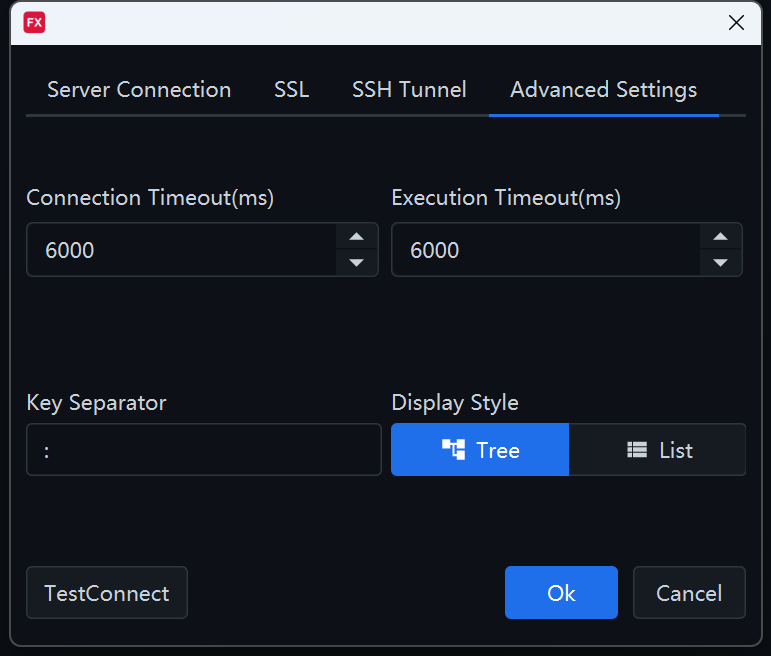 FX
Server Connection SSL SSH Tunnel Advanced Settings
Connection Timeout(ms) Execution Timeout(ms)
6000 6000
Key Separator Display Style
: Tree List
TestConnect Ok Cancel